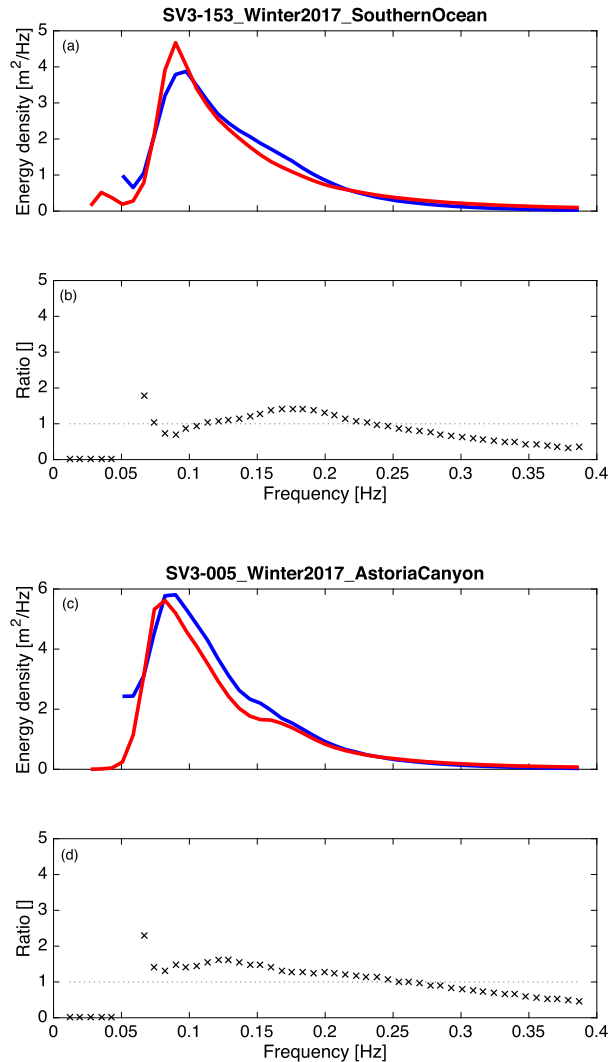 SV3-153_Winter2017_SouthernOcean
(a)
Energy density [m²/Hz]
5
4
3
2
1
0
(b)
Ratio []
5
4
3
2
1
0
0 0.05 0.1 0.15 0.2 0.25 0.3 0.35 0.4
Frequency [Hz]
SV3-005_Winter2017_AstoriaCanyon
(c)
Energy density [m²/Hz]
6
4
2
0
(d)
Ratio []
5
4
3
2
1
0
0 0.05 0.1 0.15 0.2 0.25 0.3 0.35 0.4
Frequency [Hz]